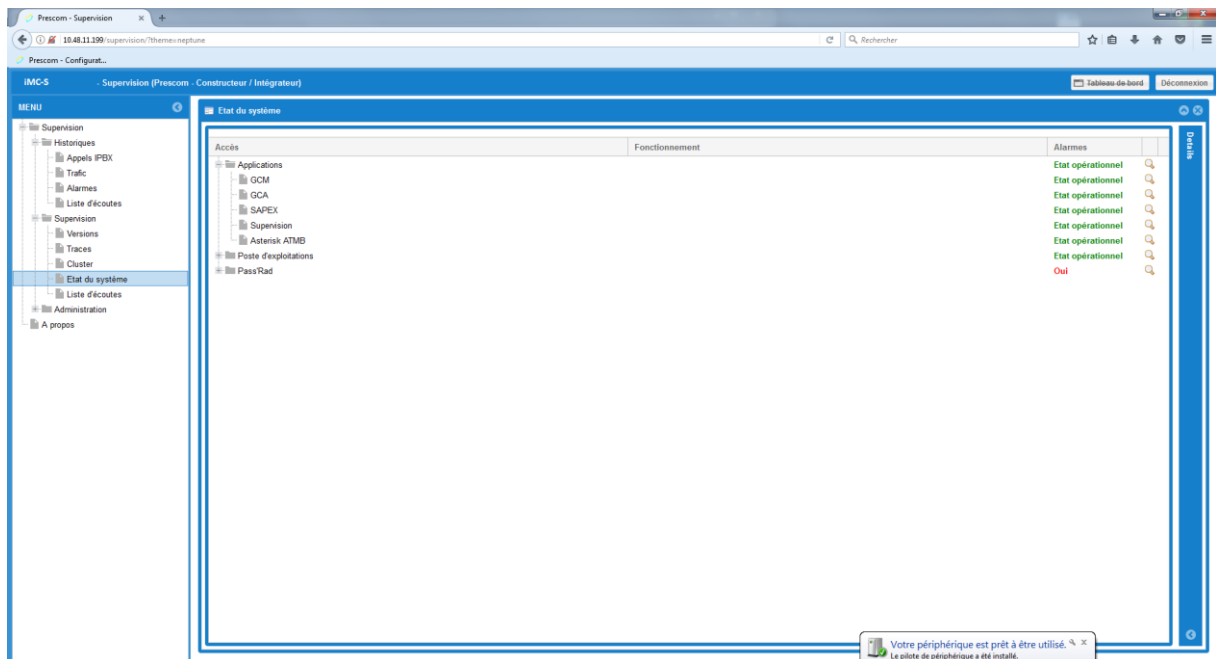 Prescom - Supervision
10.48.11.199/supervision/?theme=neptune
Rechercher
Prescom - Configurat...
iMC-S - Supervision (Prescom - Constructeur / Intégrateur)
Tableau de bord
Déconnexion
MENU
Supervision
Historiques
Appels IPBX
Trafic
Alarmes
Liste d'écoutes
Supervision
Versions
Traces
Cluster
Etat du système
Liste d'écoutes
Administration
A propos
Etat du système
Accès Fonctionnement Alarmes
Applications Etat opérationnel
GCM Etat opérationnel
GCA Etat opérationnel
SAPEX Etat opérationnel
Supervision Etat opérationnel
Asterisk ATMB Etat opérationnel
Poste d'exploitations Etat opérationnel
Pass'Rad Oui
Details
Votre périphérique est prêt à être utilisé.
Le pilote de périphérique a été installé.